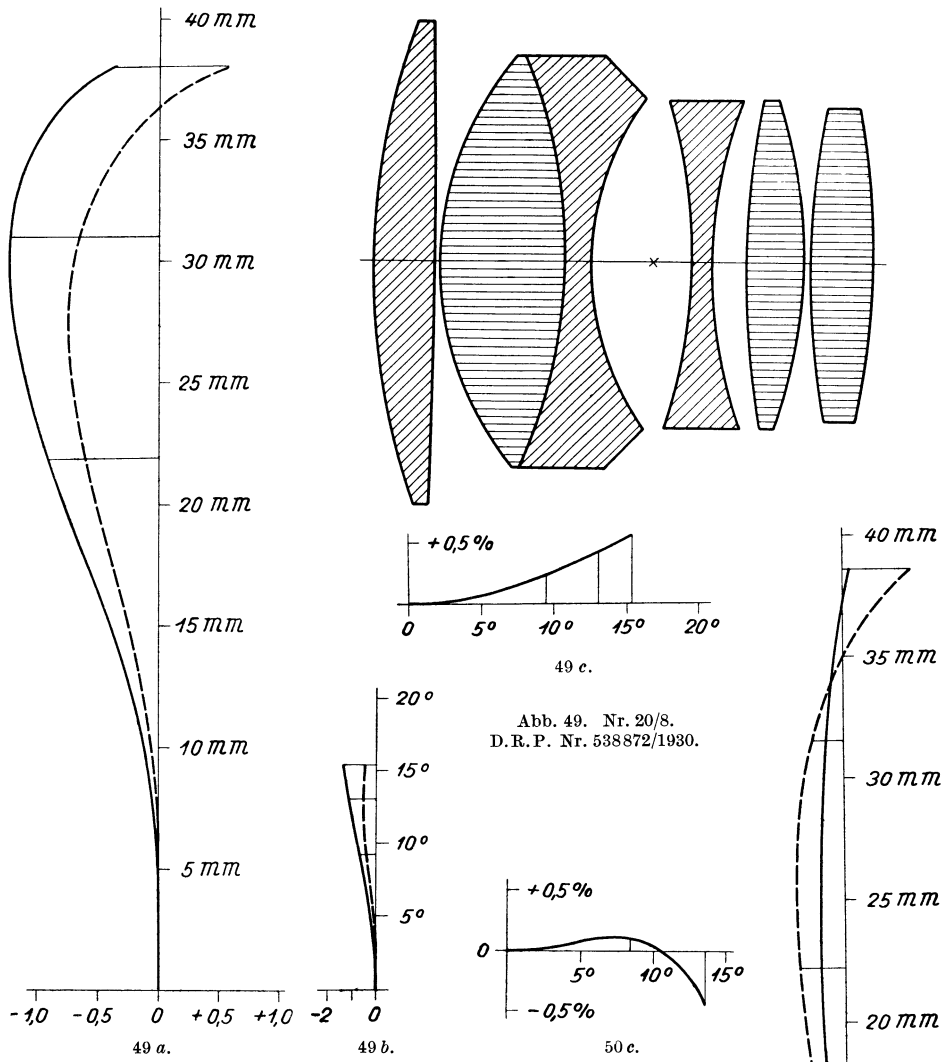 40 mm
35 mm
30 mm
25 mm
20 mm
15 mm
10 mm
5 mm
-1,0 -0,5 0 +0,5 +1,0
49 a.
+0,5%
0 5° 10° 15° 20°
49 c.
Abb. 49. Nr. 20/8.
D.R.P. Nr. 538872/1930.
20°
15°
10°
5°
-2 0
49 b.
+0,5%
0
5° 10° 15°
-0,5%
50 c.
40 mm
35 mm
30 mm
25 mm
20 mm